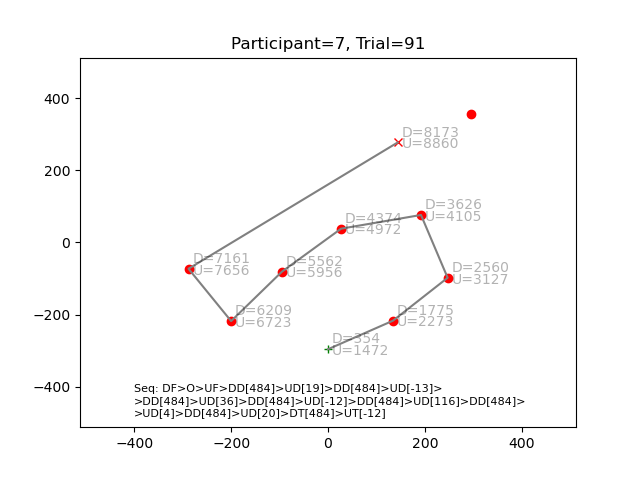 Participant=7, Trial=91
400
200
0
−200
−400
D=8173
U=8860
D=3626
U=4105
D=4374
U=4972
D=7161
U=7656
D=5562
U=5956
D=2560
U=3127
D=6209
U=6723
D=1775
U=2273
D=354
U=1472
Seq: DF>O>UF>DD[484]>UD[19]>DD[484]>UD[-13]>
>DD[484]>UD[36]>DD[484]>UD[-12]>DD[484]>UD[116]>DD[484]>
>UD[4]>DD[484]>UD[20]>DT[484]>UT[-12]
−400 −200 0 200 400